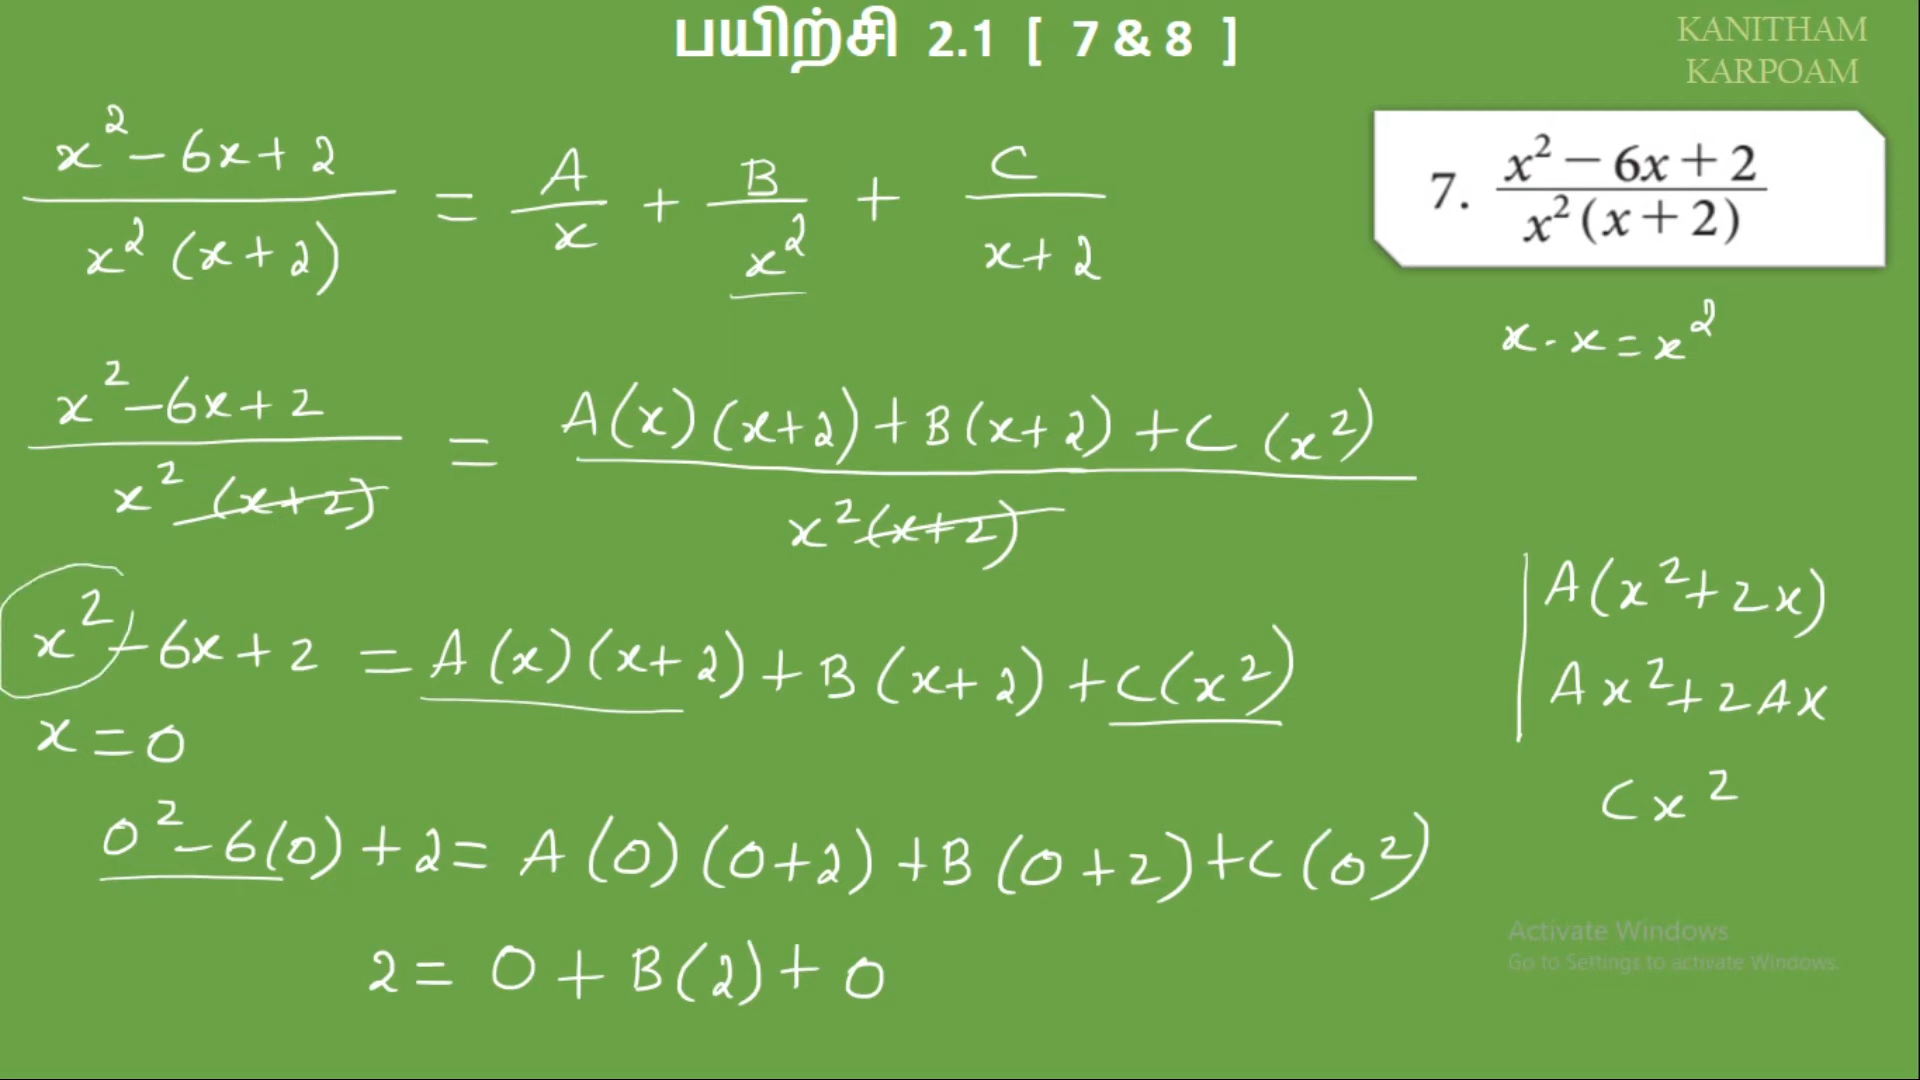 பயிற்சி 2.1 [ 7 & 8 ]
KANITHAM
KARPOAM
7. x² − 6x + 2 / x² (x + 2)
x · x = x²
x² − 6x + 2 / x² (x + 2) = A / x + B / x² + C / x + 2
x² − 6x + 2 / x² (x + 2) = A(x)(x+2) + B(x+2) + C(x²) / x² (x+2)
x² − 6x + 2 = A(x)(x+2) + B(x+2) + C(x²)
x = 0
0² − 6(0) + 2 = A(0)(0+2) + B(0+2) + C(0²)
2 = 0 + B(2) + 0
A(x² + 2x)
Ax² + 2Ax
Cx²
Activate Windows
Go to Settings to activate Windows.